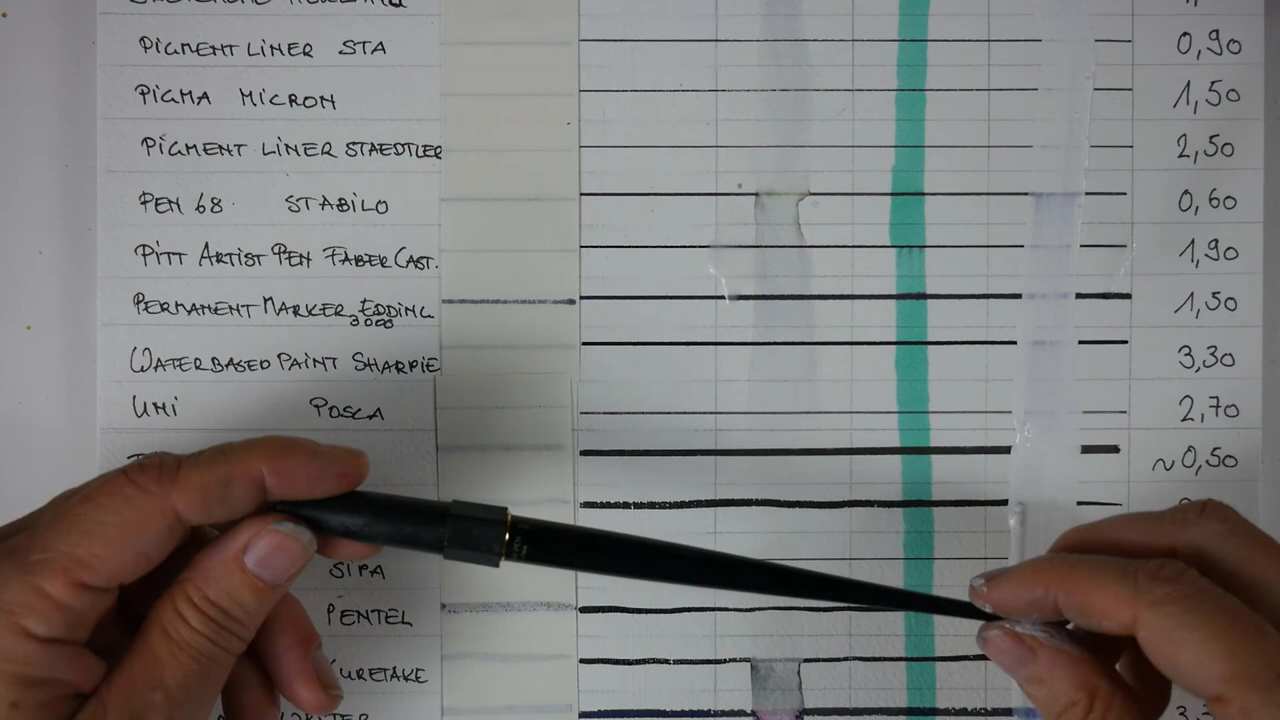 PIGMENT LINER STA 0,90
PIGMA MICRON 1,50
PIGMENT LINER STAEDTLER 2,50
PEN 68 STABILO 0,60
PITT ARTIST PEN FABER CAST. 1,90
PERMANENT MARKER EDDING 3000 1,50
WATERBASED PAINT SHARPIE 3,30
UNI POSCA 2,70
~0,50
SIPA
PENTEL